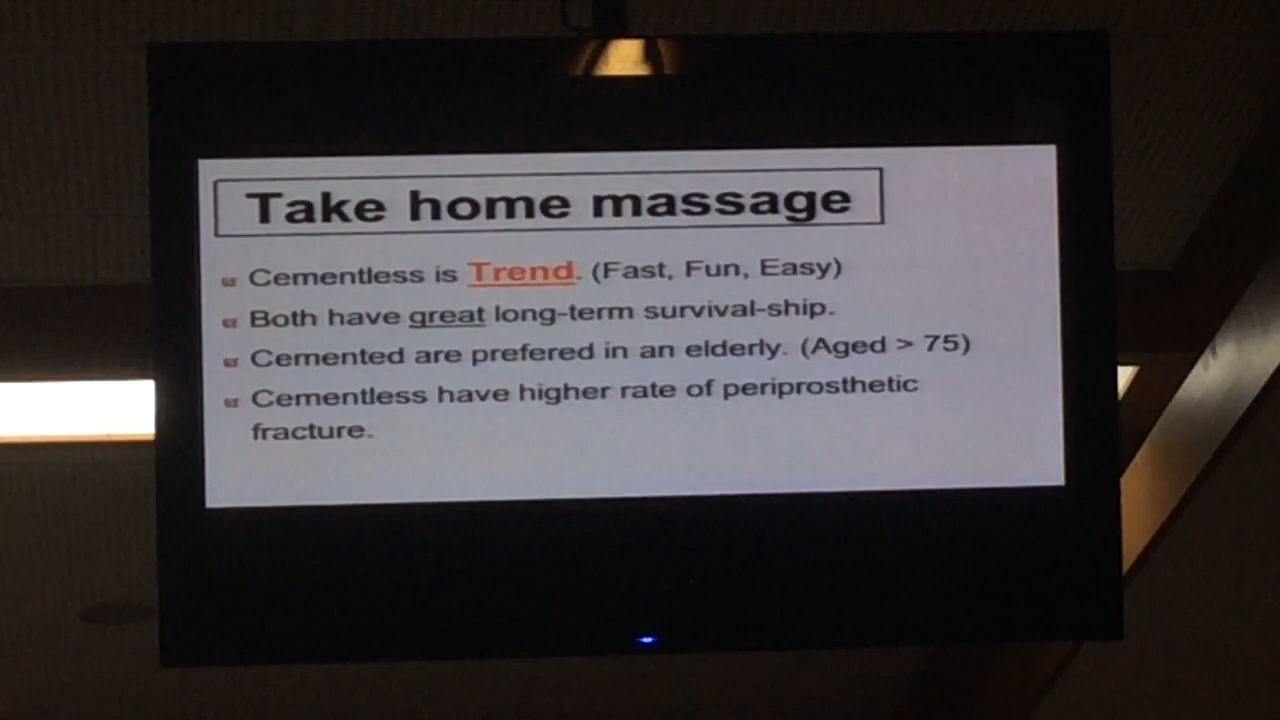 Take home massage
Cementless is Trend. (Fast, Fun, Easy)
Both have great long-term survival-ship.
Cemented are prefered in an elderly. (Aged > 75)
Cementless have higher rate of periprosthetic
fracture.